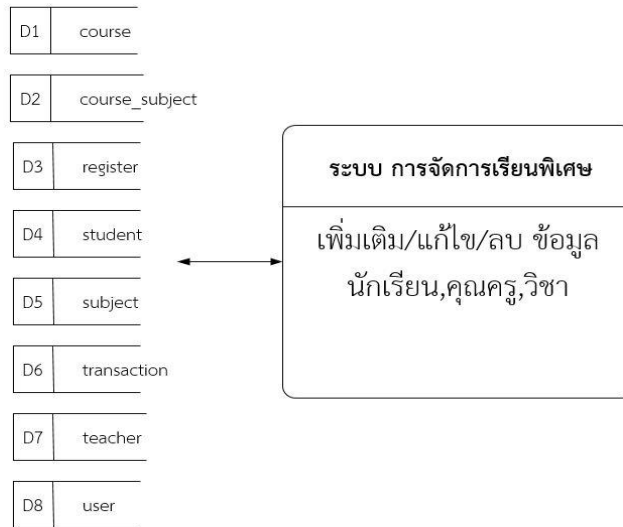 D1 course
D2 course_subject
D3 register
D4 student
D5 subject
D6 transaction
D7 teacher
D8 user
ระบบ การจัดการเรียนพิเศษ
เพิ่มเติม/แก้ไข/ลบ ข้อมูล
นักเรียน,คุณครู,วิชา